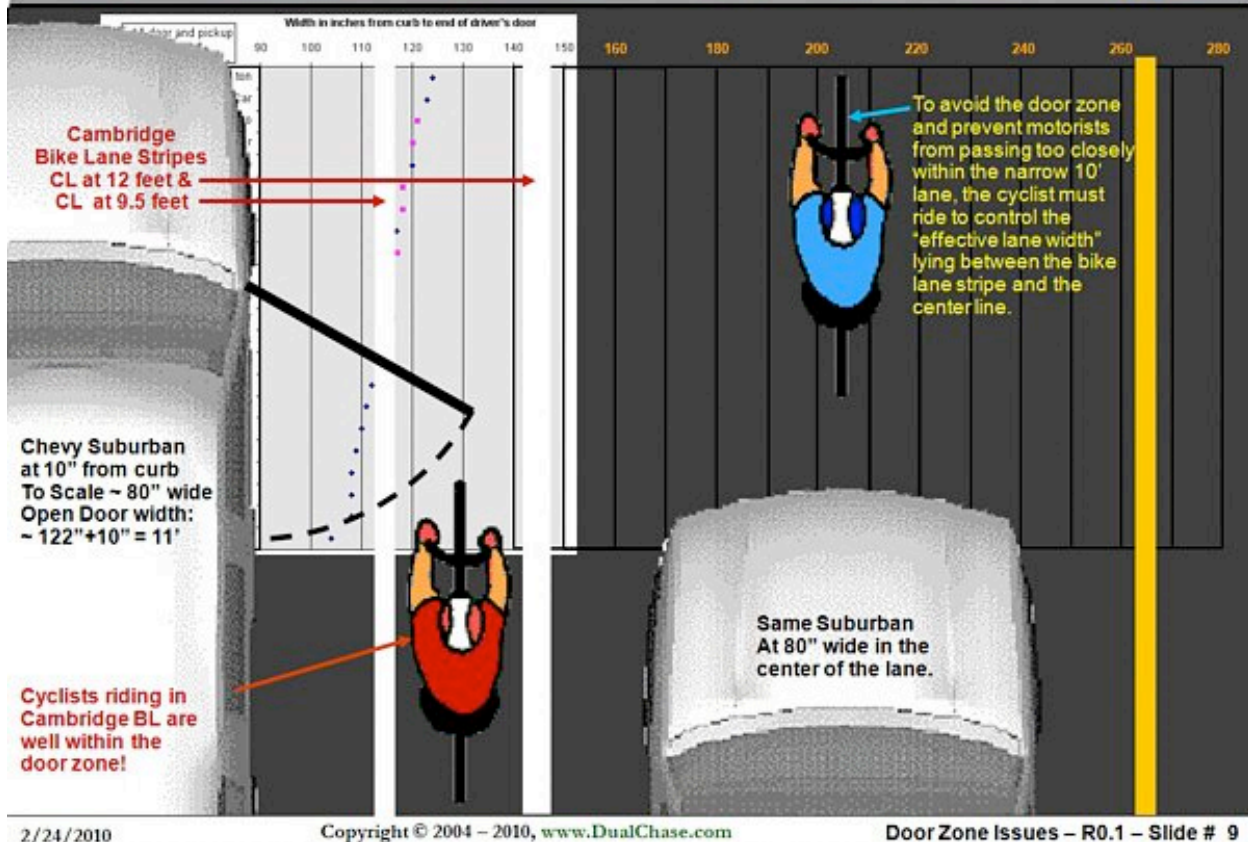 Width in inches from curb to end of driver's door
door and pickup
90 100 110 120 130 140 150 160 180 200 220 240 260 280
ton
Car
Cambridge
Bike Lane Stripes
CL at 12 feet &
CL at 9.5 feet
To avoid the door zone
and prevent motorists
from passing too closely
within the narrow 10'
lane, the cyclist must
ride to control the
"effective lane width"
lying between the bike
lane stripe and the
center line.
Chevy Suburban
at 10" from curb
To Scale ~ 80" wide
Open Door width:
~ 122"+10" = 11'
Same Suburban
At 80" wide in the
center of the lane.
Cyclists riding in
Cambridge BL are
well within the
door zone!
2/24/2010 Copyright © 2004 – 2010, www.DualChase.com Door Zone Issues – R0.1 – Slide # 9